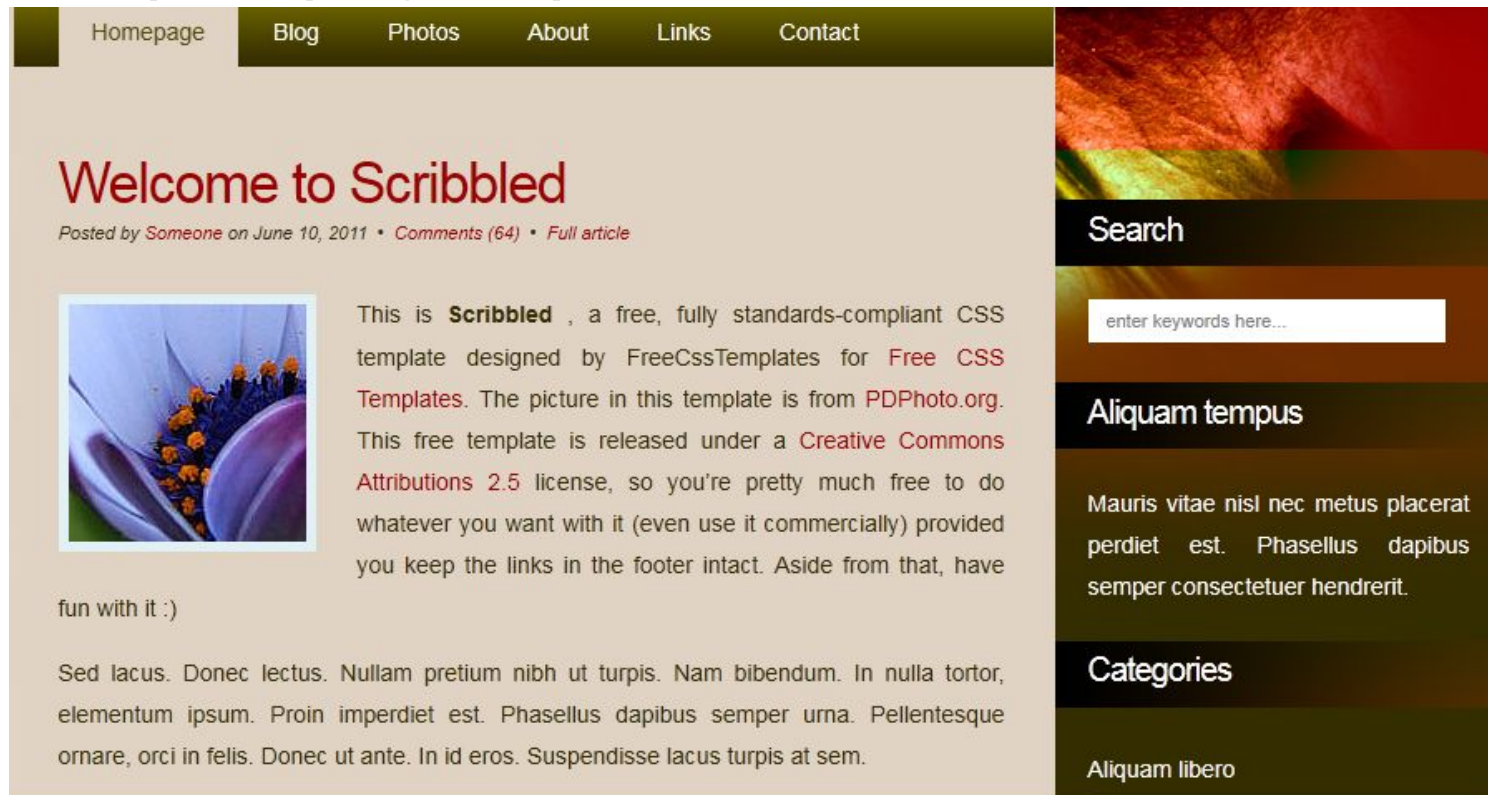 Homepage Blog Photos About Links Contact
Welcome to Scribbled
Posted by Someone on June 10, 2011 • Comments (64) • Full article
This is Scribbled , a free, fully standards-compliant CSS
template designed by FreeCssTemplates for Free CSS
Templates. The picture in this template is from PDPhoto.org.
This free template is released under a Creative Commons
Attributions 2.5 license, so you're pretty much free to do
whatever you want with it (even use it commercially) provided
you keep the links in the footer intact. Aside from that, have
fun with it :)
Sed lacus. Donec lectus. Nullam pretium nibh ut turpis. Nam bibendum. In nulla tortor,
elementum ipsum. Proin imperdiet est. Phasellus dapibus semper urna. Pellentesque
ornare, orci in felis. Donec ut ante. In id eros. Suspendisse lacus turpis at sem.
Search
enter keywords here...
Aliquam tempus
Mauris vitae nisl nec metus placerat
perdiet est. Phasellus dapibus
semper consectetuer hendrerit.
Categories
Aliquam libero